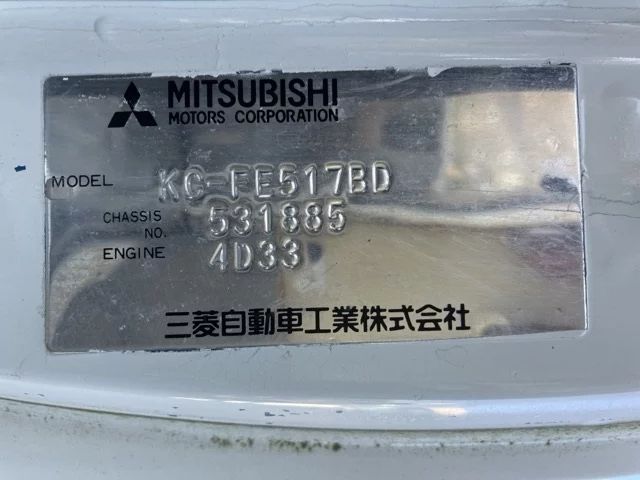 MITSUBISHI
MOTORS CORPORATION
MODEL KC-FE517BD
CHASSIS NO. 531885
ENGINE 4D33
三菱自動車工業株式会社